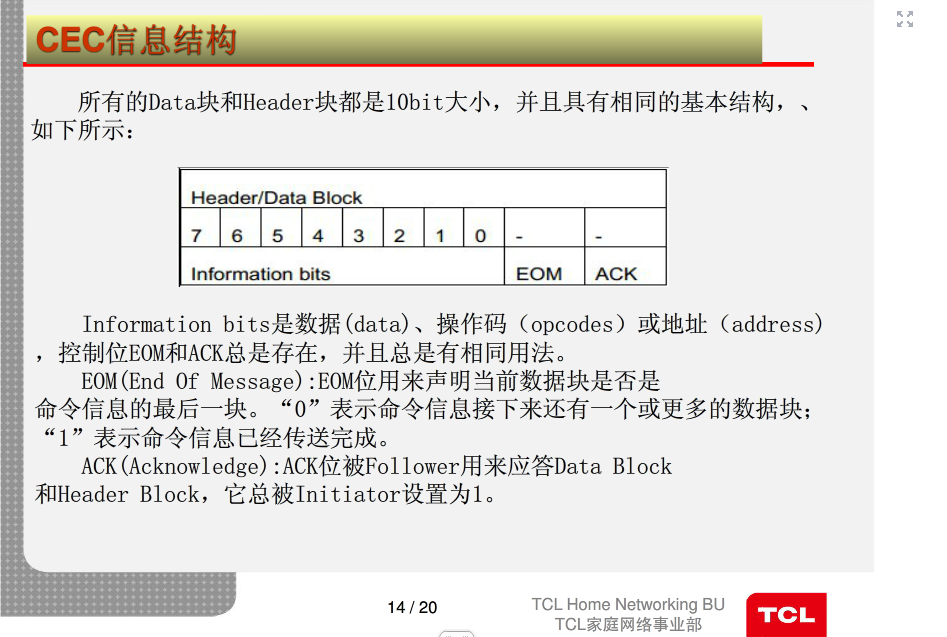 CEC信息结构
所有的Data块和Header块都是10bit大小，并且具有相同的基本结构，、
如下所示：
Header/Data Block
7 6 5 4 3 2 1 0 - -
Information bits EOM ACK
Information bits是数据(data)、操作码（opcodes）或地址（address)
，控制位EOM和ACK总是存在，并且总是有相同用法。
EOM(End Of Message):EOM位用来声明当前数据块是否是
命令信息的最后一块。“0”表示命令信息接下来还有一个或更多的数据块；
“1”表示命令信息已经传送完成。
ACK(Acknowledge):ACK位被Follower用来应答Data Block
和Header Block，它总被Initiator设置为1。
14 / 20
TCL Home Networking BU
TCL家庭网络事业部
TCL